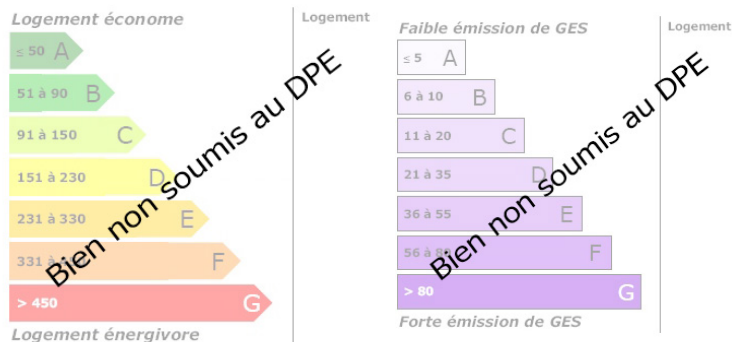 Logement économe
Logement
≤ 50 A
51 à 90 B
91 à 150 C
151 à 230 D
231 à 330 E
331 à F
> 450 G
Logement énergivore
Bien non soumis au DPE
Faible émission de GES
Logement
≤ 5 A
6 à 10 B
11 à 20 C
21 à 35 D
36 à 55 E
56 à 80 F
> 80 G
Forte émission de GES
Bien non soumis au DPE